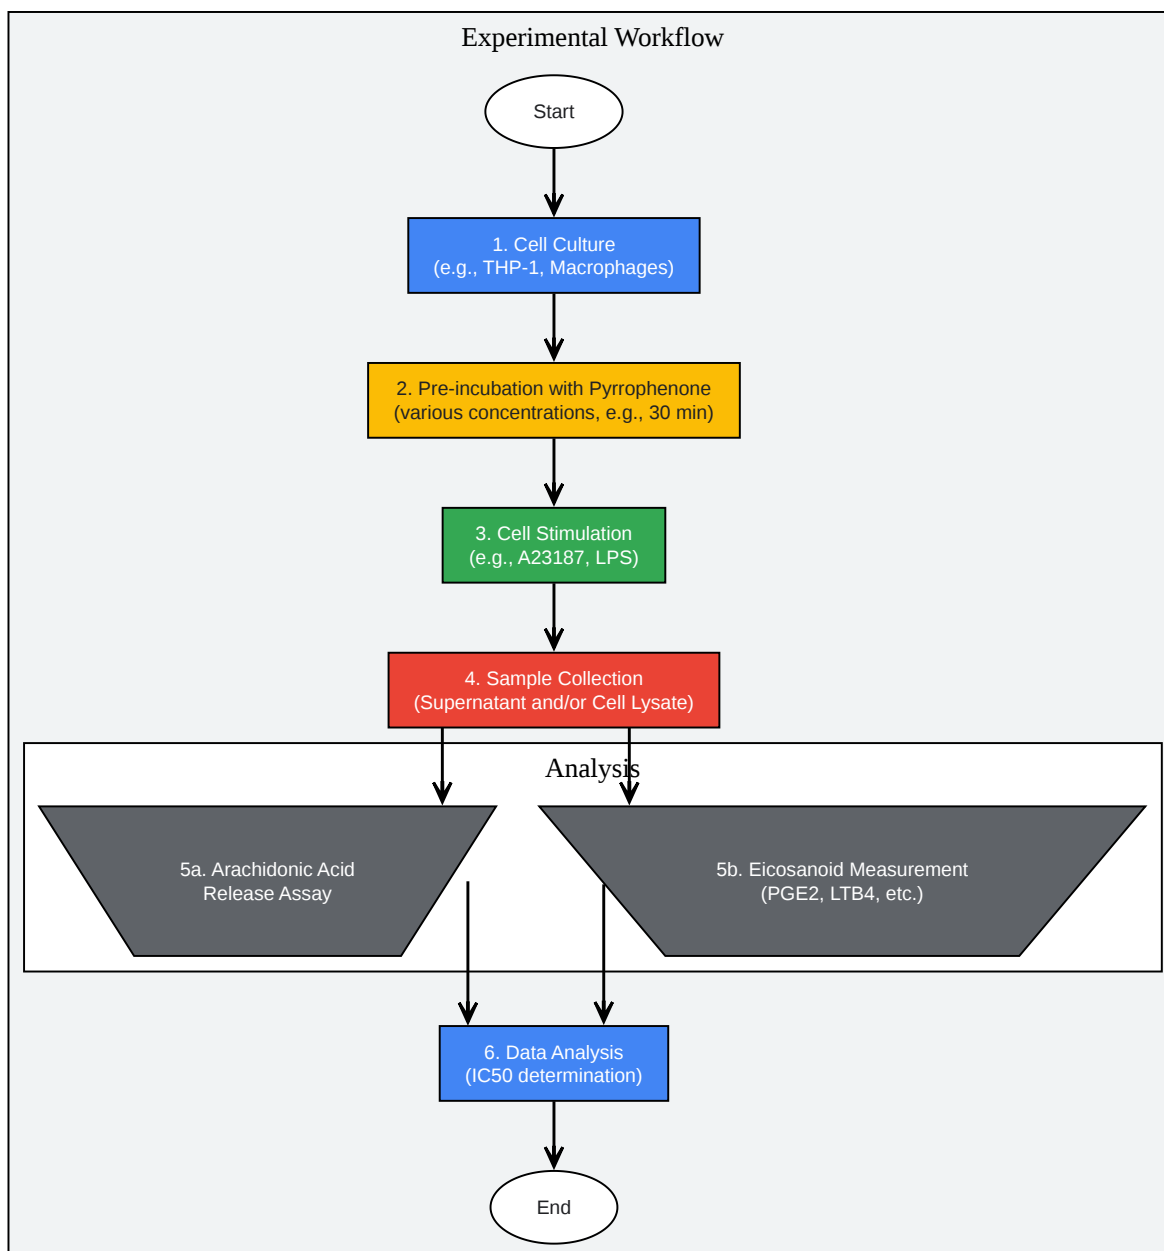 Experimental Workflow
Start
1. Cell Culture
(e.g., THP-1, Macrophages)
2. Pre-incubation with Pyrrophenone
(various concentrations, e.g., 30 min)
3. Cell Stimulation
(e.g., A23187, LPS)
4. Sample Collection
(Supernatant and/or Cell Lysate)
Analysis
5a. Arachidonic Acid
Release Assay
5b. Eicosanoid Measurement
(PGE2, LTB4, etc.)
6. Data Analysis
(IC50 determination)
End